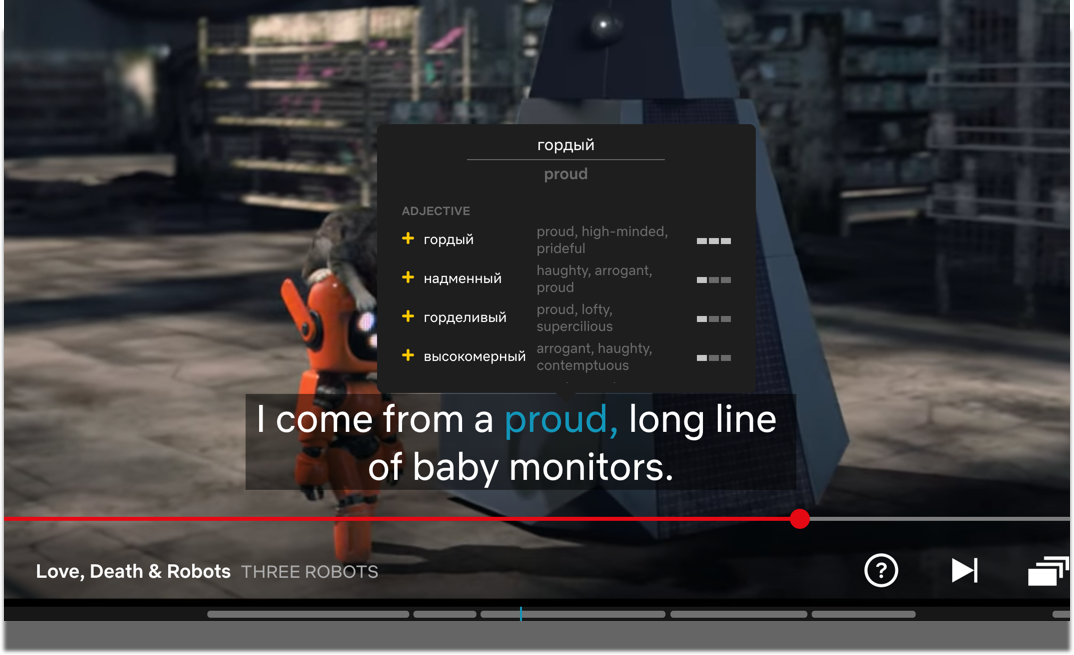 гордый
proud
ADJECTIVE
+ гордый proud, high-minded,
prideful
+ надменный haughty, arrogant,
proud
+ горделивый proud, lofty,
supercilious
+ высокомерный arrogant, haughty,
contemptuous
I come from a proud, long line
of baby monitors.
Love, Death & Robots THREE ROBOTS ?